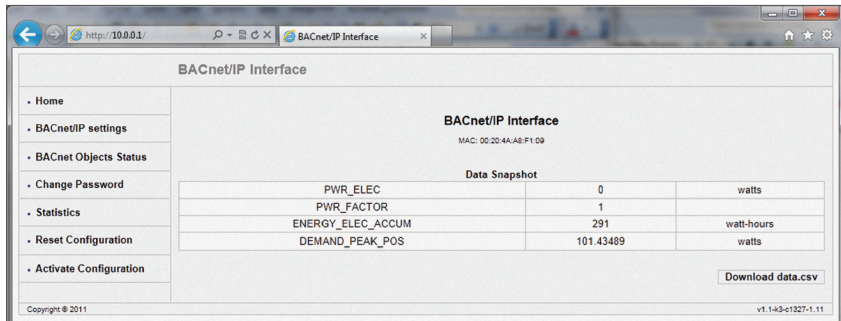 http://10.0.0.1/
BACnet/IP Interface
BACnet/IP Interface
Home
BACnet/IP settings
BACnet Objects Status
Change Password
Statistics
Reset Configuration
Activate Configuration
BACnet/IP Interface
MAC: 00:20:4A:A8:F1:09
Data Snapshot
PWR_ELEC 0 watts
PWR_FACTOR 1
ENERGY_ELEC_ACCUM 291 watt-hours
DEMAND_PEAK_POS 101.43489 watts
Download data.csv
Copyright © 2011 v1.1-k3-c1327-1.11